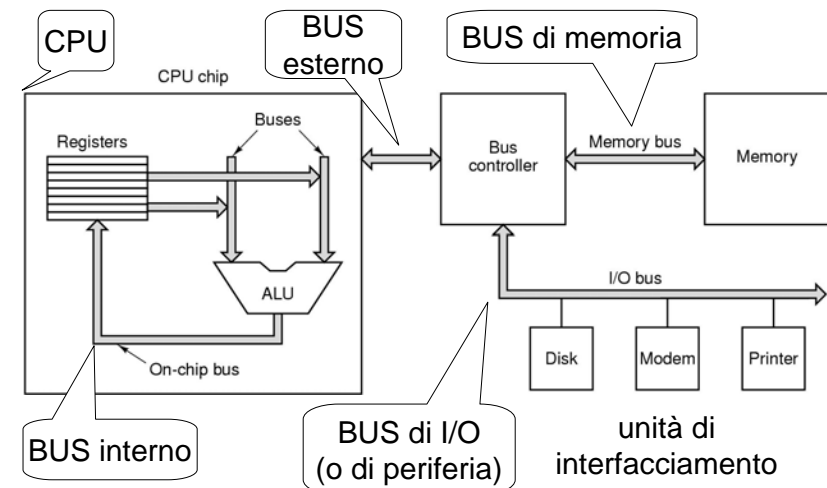 CPU
BUS
esterno
BUS di memoria
CPU chip
Buses
Registers
Bus
controller
Memory bus
Memory
ALU
I/O bus
On-chip bus
Disk
Modem
Printer
BUS interno
BUS di I/O
(o di periferia)
unità di
interfacciamento